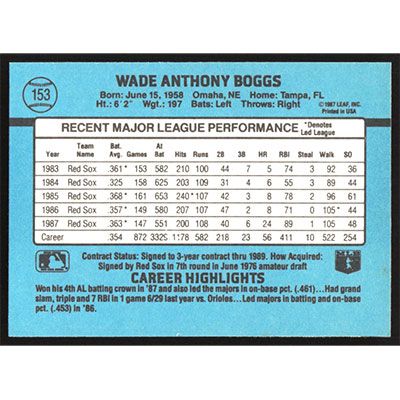 153
WADE ANTHONY BOGGS
Born: June 15, 1958 Omaha, NE Home: Tampa, FL
Ht.: 6'2" Wgt.: 197 Bats: Left Throws: Right
©1987 LEAF, INC.
Printed in USA
RECENT MAJOR LEAGUE PERFORMANCE *Denotes Led League
Year Team Name Bat. Avg. Games At Bat Hits Runs 2B 3B HR RBI Steal BB SO
1983 Red Sox .361* 153 582 210 100 44 7 5 74 3 92 36
1984 Red Sox .325 158 625 203 109 31 4 6 55 3 89 44
1985 Red Sox .368* 161 653 240* 107 42 3 8 78 2 96 61
1986 Red Sox .357* 149 580 207 107 47 2 8 71 0 105* 44
1987 Red Sox .363* 147 551 200 108 40 6 24 89 1 105 48
Career .354 872 3329 1178 582 218 23 56 411 10 522 254
Contract Status: Signed to 3-year contract thru 1989. How Acquired:
Signed by Red Sox in 7th round in June 1976 amateur draft
CAREER HIGHLIGHTS
Won his 4th AL batting crown in '87 and also led the majors in on-base pct. (.461)...Had grand
slam, triple and 7 RBI in 1 game 6/29 last year vs. Orioles...Led majors in batting and on-base
pct. (.453) in '86.